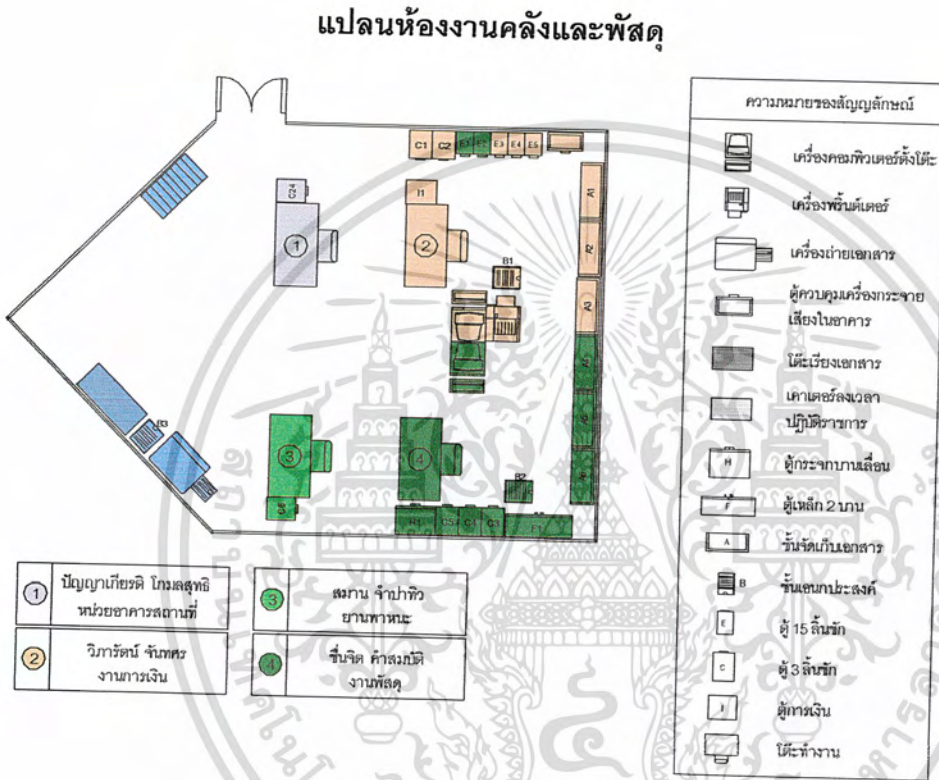 แปลนห้องงานคลังและพัสดุ
C1 C2 E1 E2 E3 E4 E5
C24
I1
1
2
A1
A2
A3
B1
B3
3
4
B2
C6
H1 C5 C4 C3 F1
1 ปัญญาเกียรติ โกมลสุทธิ
หน่วยอาคารสถานที่
2 วิภารัตน์ จันทศร
งานการเงิน
3 สมาน จำปาทิว
ยานพาหนะ
4 ชื่นจิต คำสมบัติ
งานพัสดุ
ความหมายของสัญญลักษณ์
เครื่องคอมพิวเตอร์ตั้งโต๊ะ
เครื่องพริ้นต์เตอร์
เครื่องถ่ายเอกสาร
ตู้ควบคุมเครื่องกระจาย
เสียงในอาคาร
โต๊ะเรียงเอกสาร
เคาเตอร์ลงเวลา
ปฏิบัติราชการ
H ตู้กระจกบานเลื่อน
F ตู้เหล็ก 2 บาน
A ชั้นจัดเก็บเอกสาร
B ชั้นเอนกประสงค์
E ตู้ 15 ลิ้นชัก
C ตู้ 3 ลิ้นชัก
I ตู้การเงิน
โต๊ะทำงาน